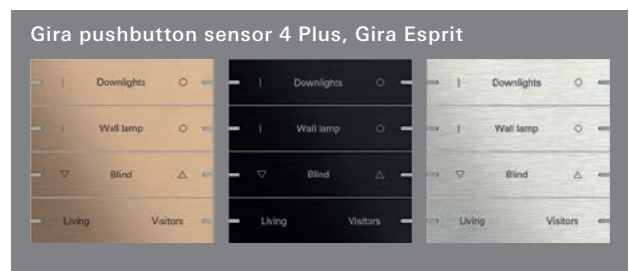 Gira pushbutton sensor 4 Plus, Gira Esprit
| Downlights ○
| Wall lamp ○
▽ Blind △
Living Visitors
| Downlights ○
| Wall lamp ○
▽ Blind △
Living Visitors
| Downlights ○
| Wall lamp ○
▽ Blind △
Living Visitors